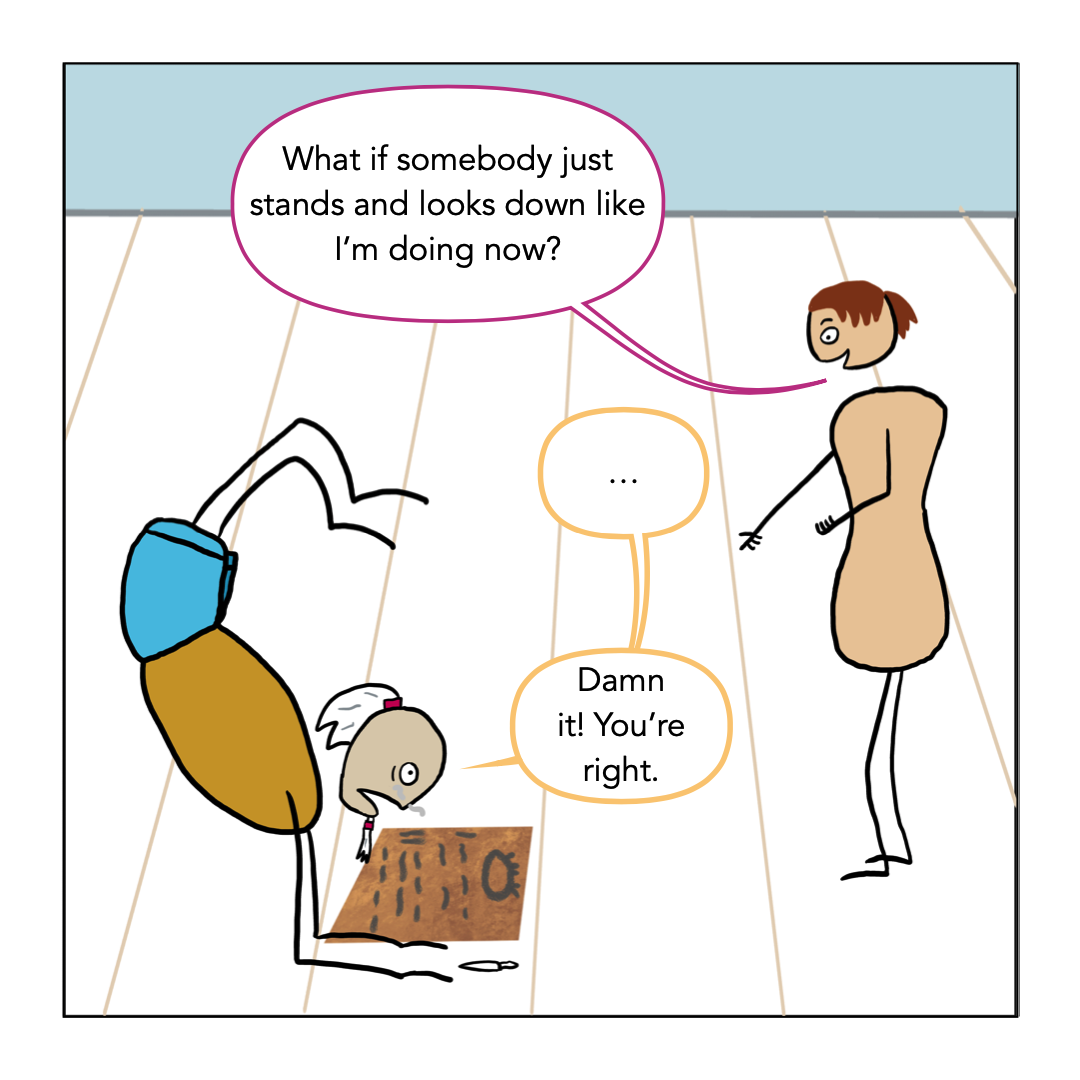 What if somebody just
stands and looks down like
I'm doing now?
...
Damn
it! You're
right.